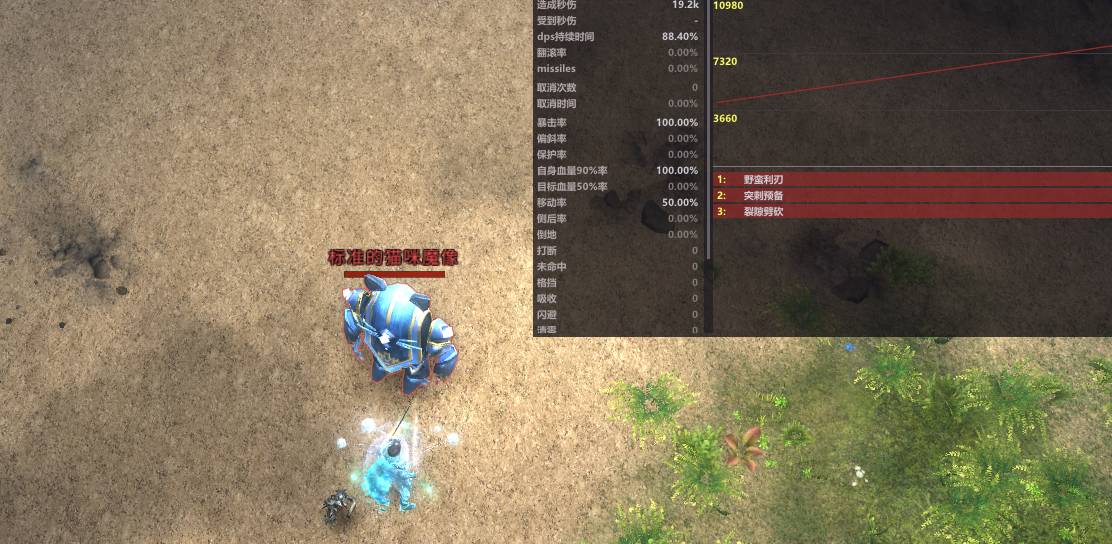 造成秒伤 19.2k
受到秒伤 -
dps持续时间 88.40%
翻滚率 0.00%
missiles 0.00%
取消次数 0
取消时间 0.00%
暴击率 100.00%
偏斜率 0.00%
保护率 0.00%
自身血量90%率 100.00%
目标血量50%率 0.00%
移动率 50.00%
侧后率 0.00%
倒地 0.00%
打断 0
未命中 0
格挡 0
吸收 0
闪避 0
10980
7320
3660
1: 野蛮利刃
2: 突刺预备
3: 裂隙劈砍
标准的猫咪魔像